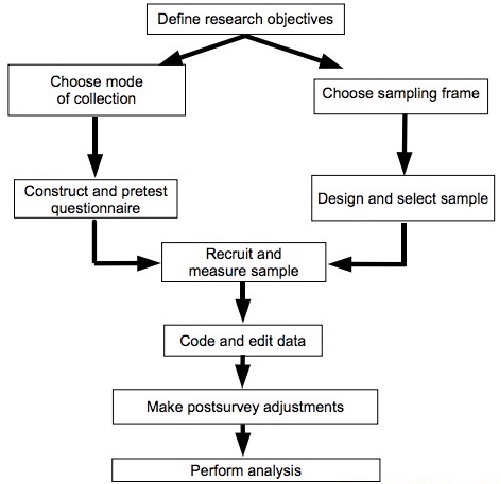 Define research objectives
Choose mode
of collection
Choose sampling frame
Construct and pretest
questionnaire
Design and select sample
Recruit and
measure sample
Code and edit data
Make postsurvey adjustments
Perform analysis